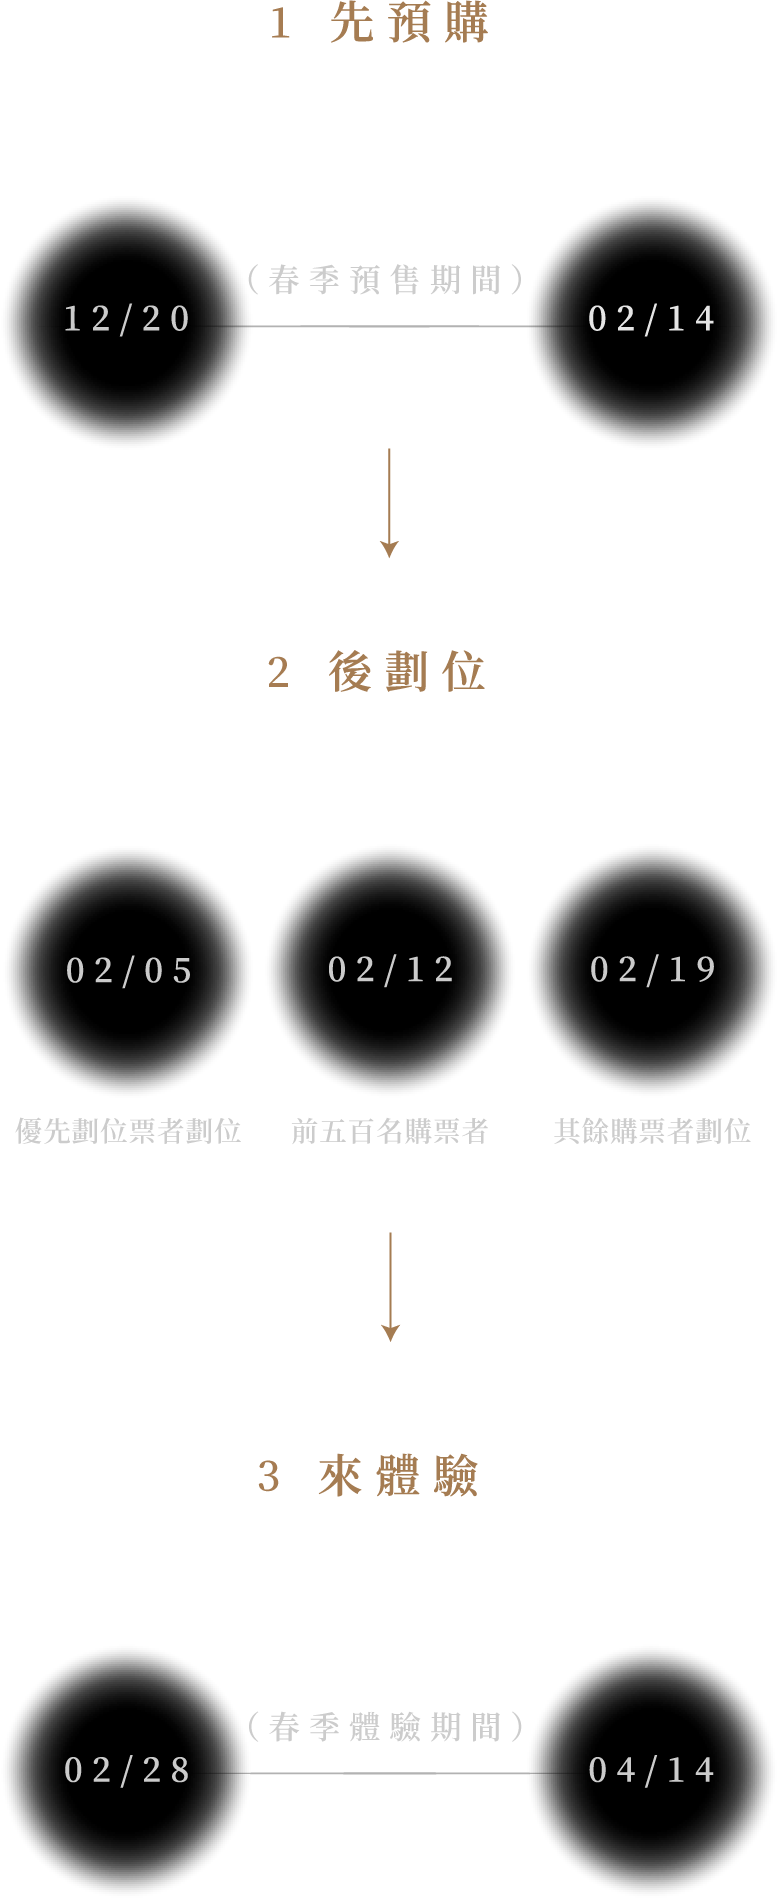 1 先預購
（春季預售期間）
12/20 02/14
2 後劃位
02/05 02/12 02/19
優先劃位票者劃位 前五百名購票者 其餘購票者劃位
3 來體驗
（春季體驗期間）
02/28 04/14